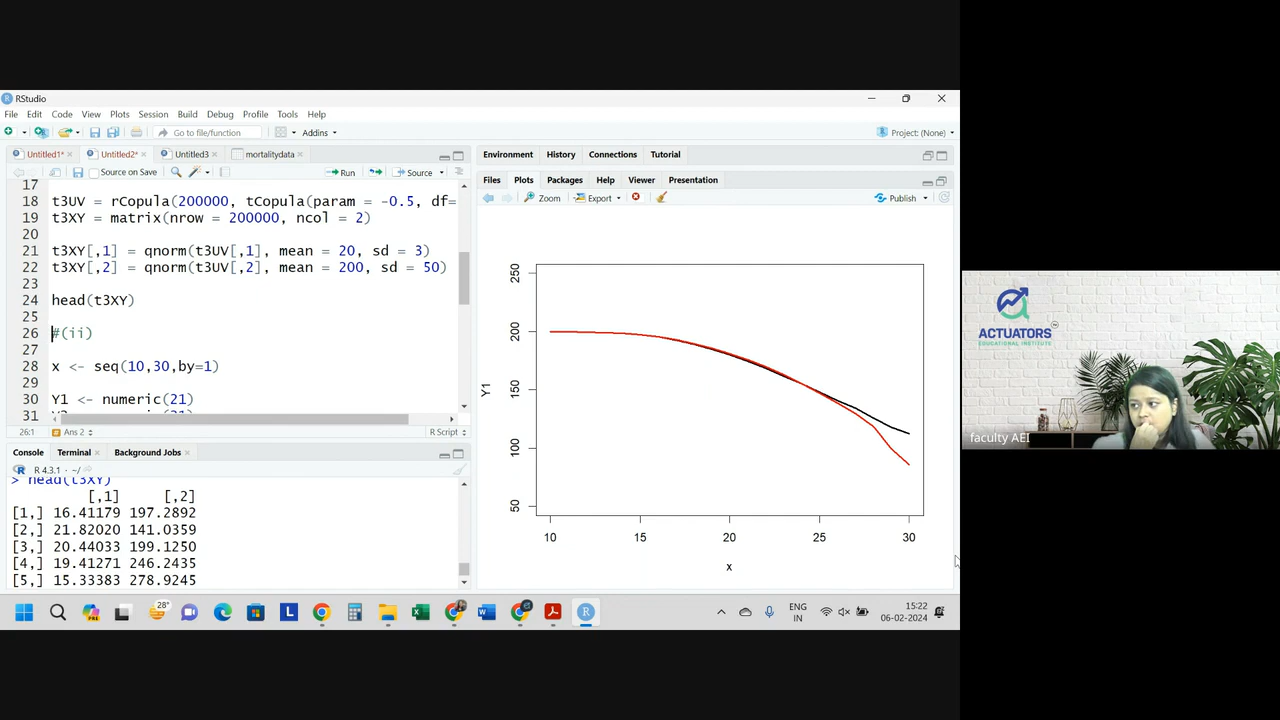 RStudio
File Edit Code View Plots Session Build Debug Profile Tools Help
Go to file/function Addins Project: (None)
Untitled1* Untitled2* Untitled3 mortalitydata
Source on Save Run Source
17
18 t3UV = rCopula(200000, tCopula(param = -0.5, df=
19 t3XY = matrix(nrow = 200000, ncol = 2)
20
21 t3XY[,1] = qnorm(t3UV[,1], mean = 20, sd = 3)
22 t3XY[,2] = qnorm(t3UV[,2], mean = 200, sd = 50)
23
24 head(t3XY)
25
26 #(ii)
27
28 x <- seq(10,30,by=1)
29
30 Y1 <- numeric(21)
31
26:1 Ans 2 R Script
Console Terminal Background Jobs
R 4.3.1 · ~/
> head(t3XY)
[,1] [,2]
[1,] 16.41179 197.2892
[2,] 21.82020 141.0359
[3,] 20.44033 199.1250
[4,] 19.41271 246.2435
[5,] 15.33383 278.9245
Environment History Connections Tutorial
Files Plots Packages Help Viewer Presentation
Zoom Export Publish
250
200
150
100
50
Y1
10 15 20 25 30
x
ACTUATORS
EDUCATIONAL INSTITUTE
faculty AEI
28°
ENG
IN
15:22
06-02-2024